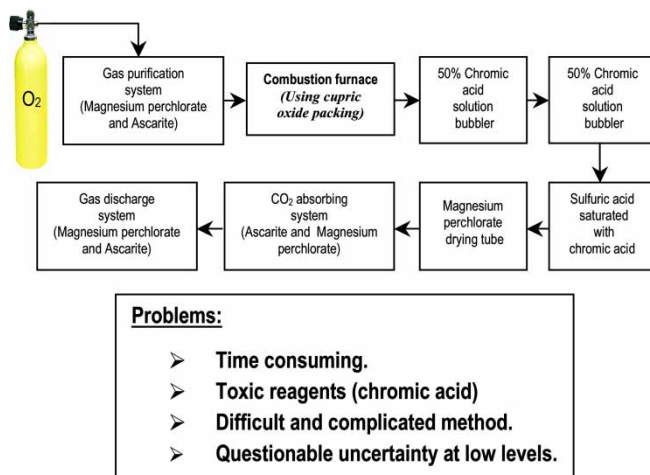 O2
Gas purification
system
(Magnesium perchlorate
and Ascarite)
Combustion furnace
(Using cupric
oxide packing)
50% Chromic
acid
solution
bubbler
50% Chromic
acid
solution
bubbler
Sulfuric acid
saturated
with
chromic acid
Magnesium
perchlorate
drying tube
CO2 absorbing
system
(Ascarite and Magnesium
perchlorate)
Gas discharge
system
(Magnesium perchlorate
and Ascarite)
Problems:
➢ Time consuming.
➢ Toxic reagents (chromic acid)
➢ Difficult and complicated method.
➢ Questionable uncertainty at low levels.